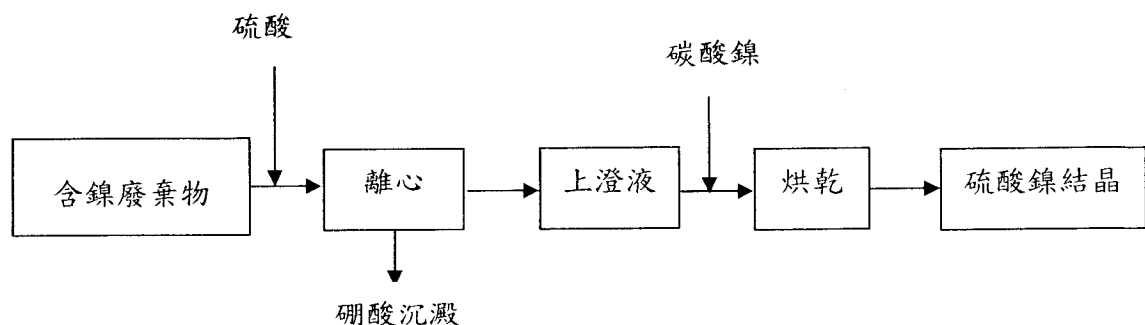 硫酸
碳酸鎳
含鎳廢棄物
離心
上澄液
烘乾
硫酸鎳結晶
硼酸沉澱